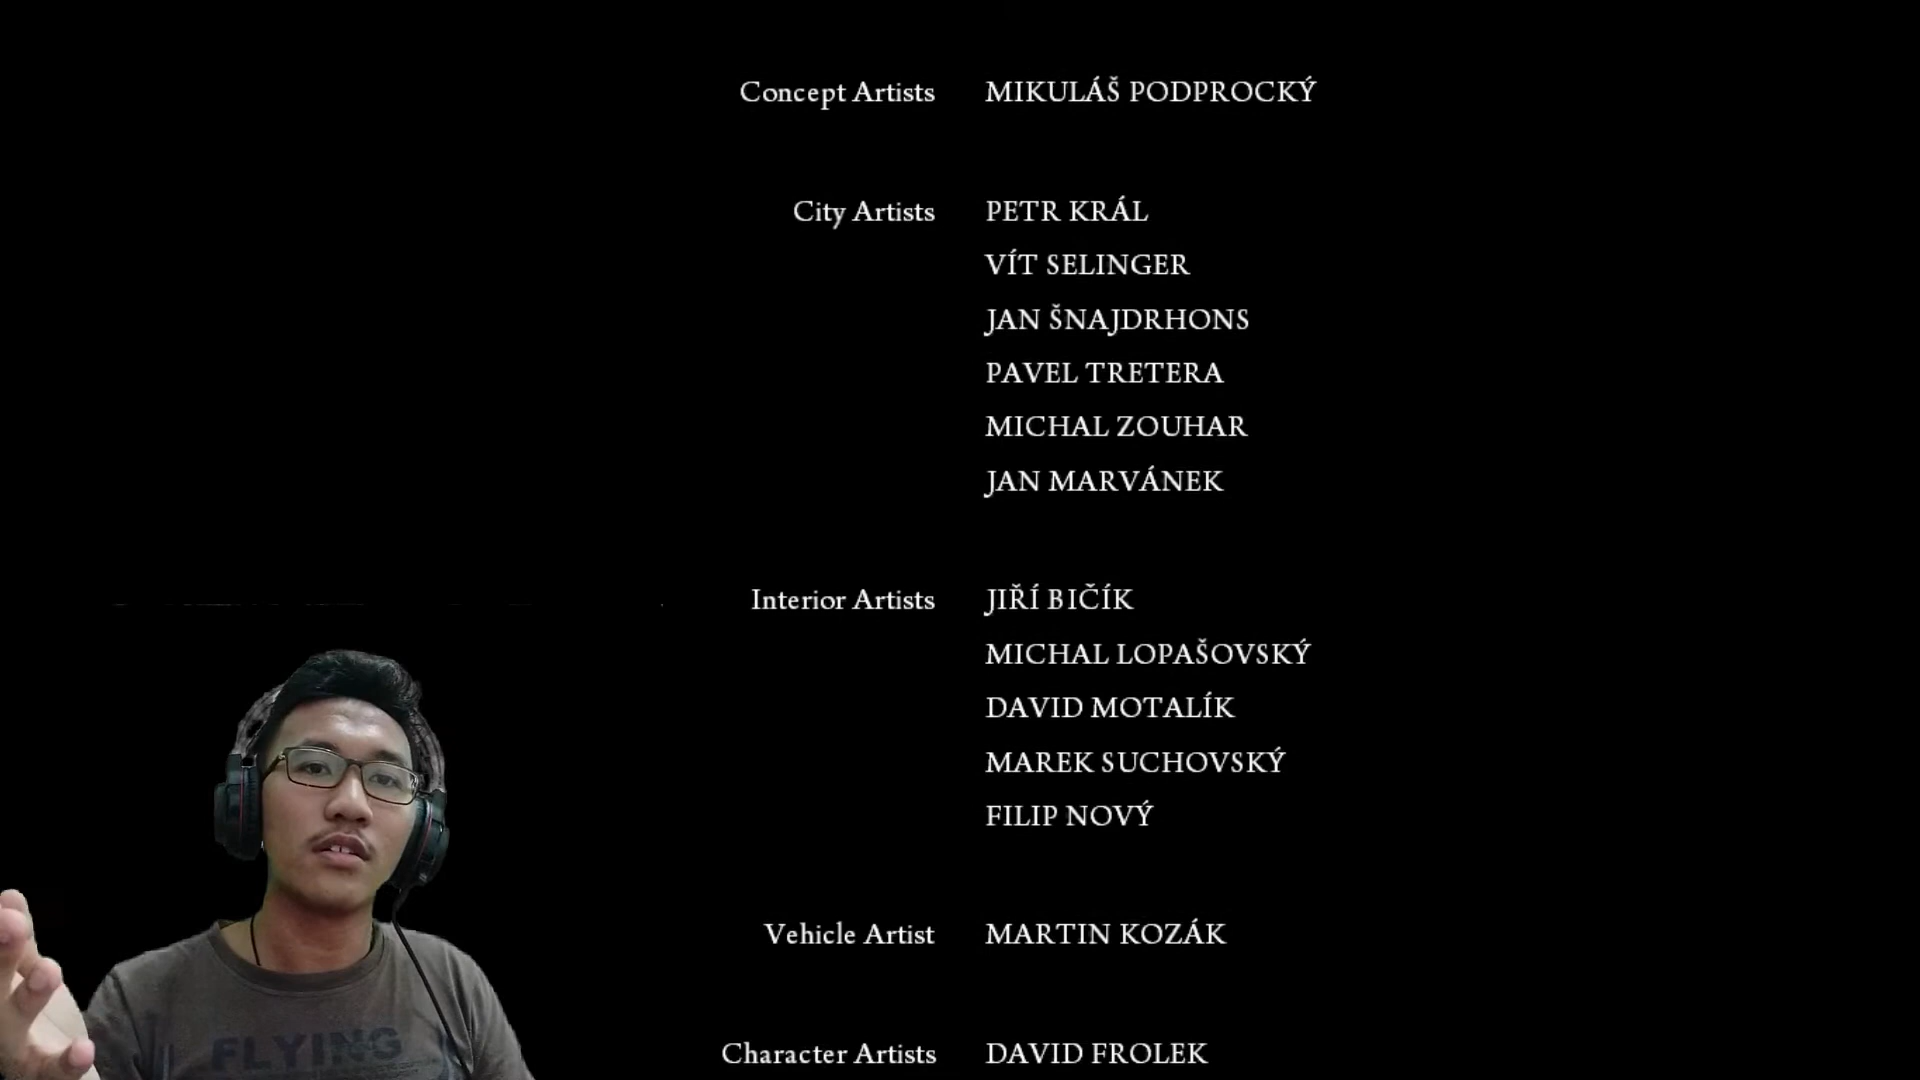 Concept Artists MIKULÁŠ PODPROCKÝ
City Artists PETR KRÁL
VÍT SELINGER
JAN ŠNAJDRHONS
PAVEL TRETERA
MICHAL ZOUHAR
JAN MARVÁNEK
Interior Artists JIŘÍ BIČÍK
MICHAL LOPAŠOVSKÝ
DAVID MOTALÍK
MAREK SUCHOVSKÝ
FILIP NOVÝ
Vehicle Artist MARTIN KOZÁK
Character Artists DAVID FROLEK
FLYING